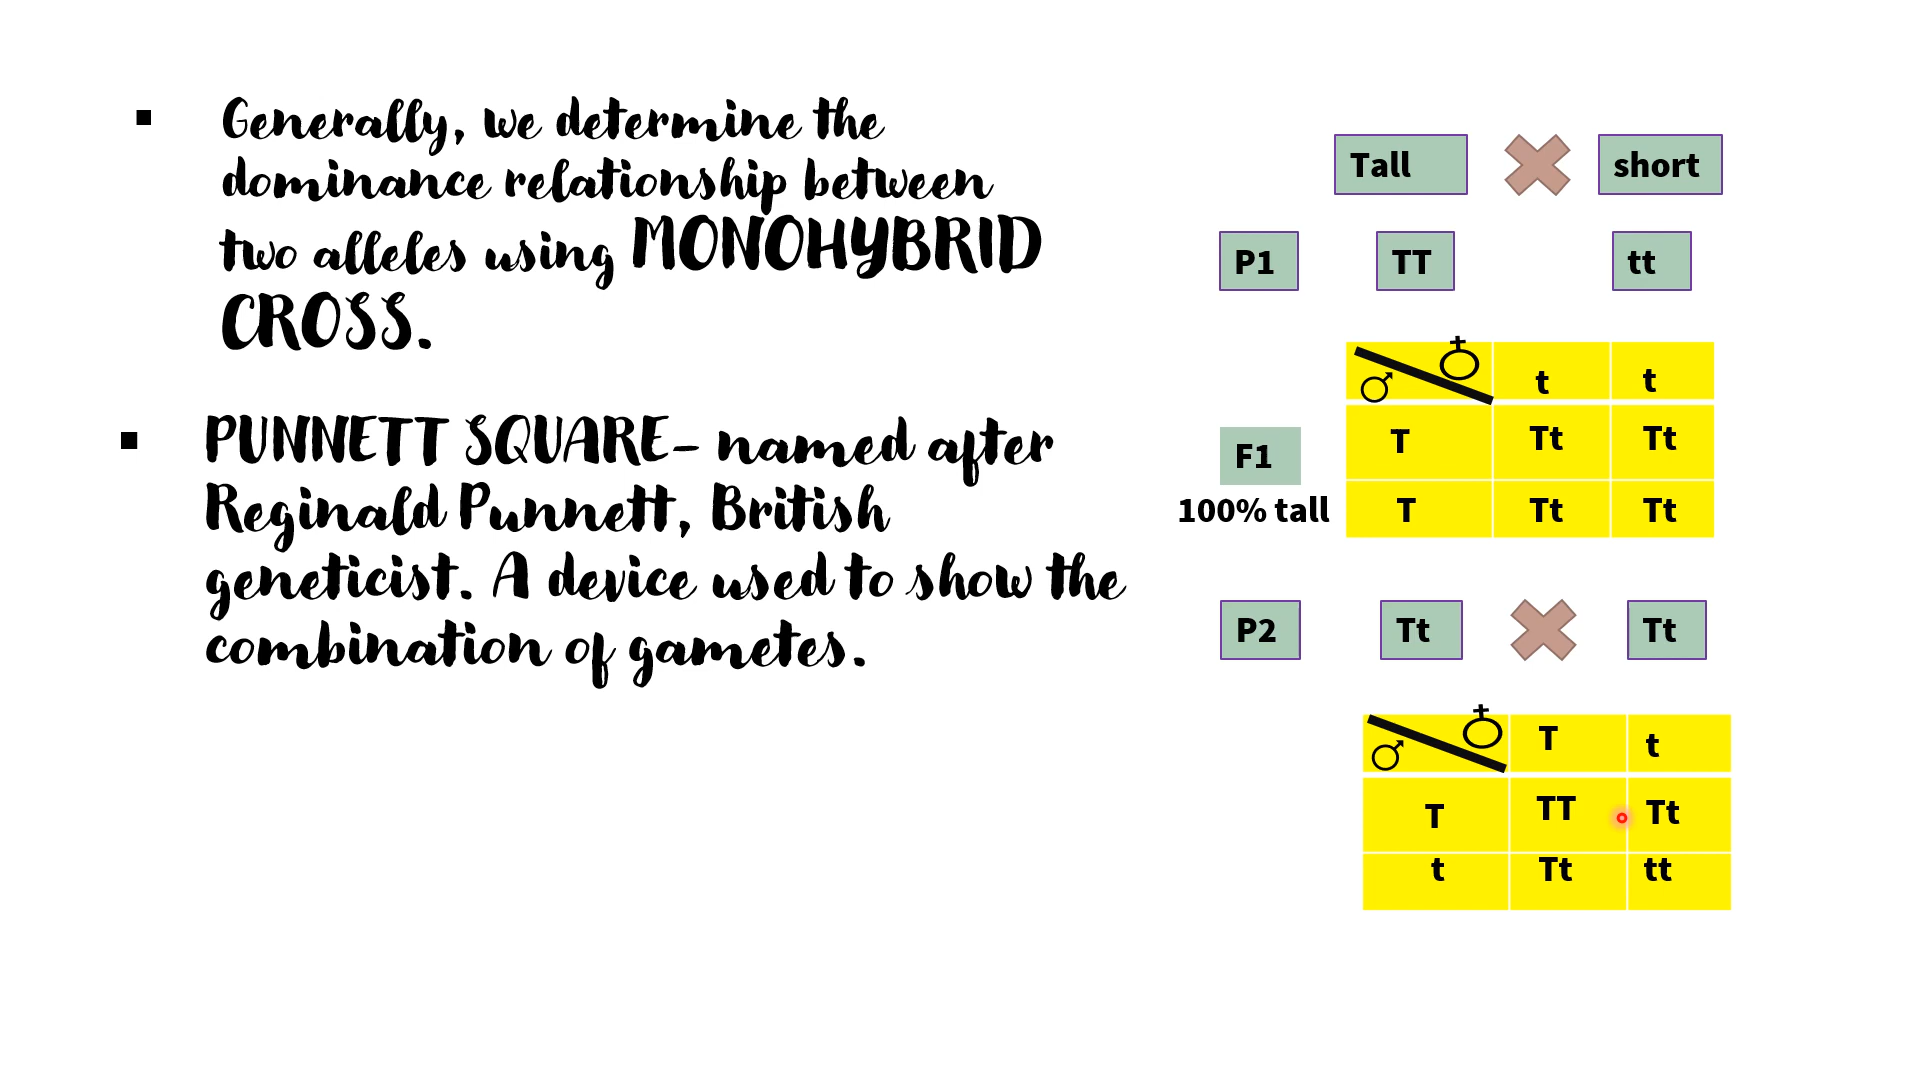 Generally, we determine the
dominance relationship between
two alleles using MONOHYBRID
CROSS.
PUNNETT SQUARE- named after
Reginald Punnett, British
geneticist. A device used to show the
combination of gametes.
Tall short
P1 TT tt
♂ ♀ t t
T Tt Tt
F1
100% tall T Tt Tt
P2 Tt Tt
♂ ♀ T t
T TT Tt
t Tt tt